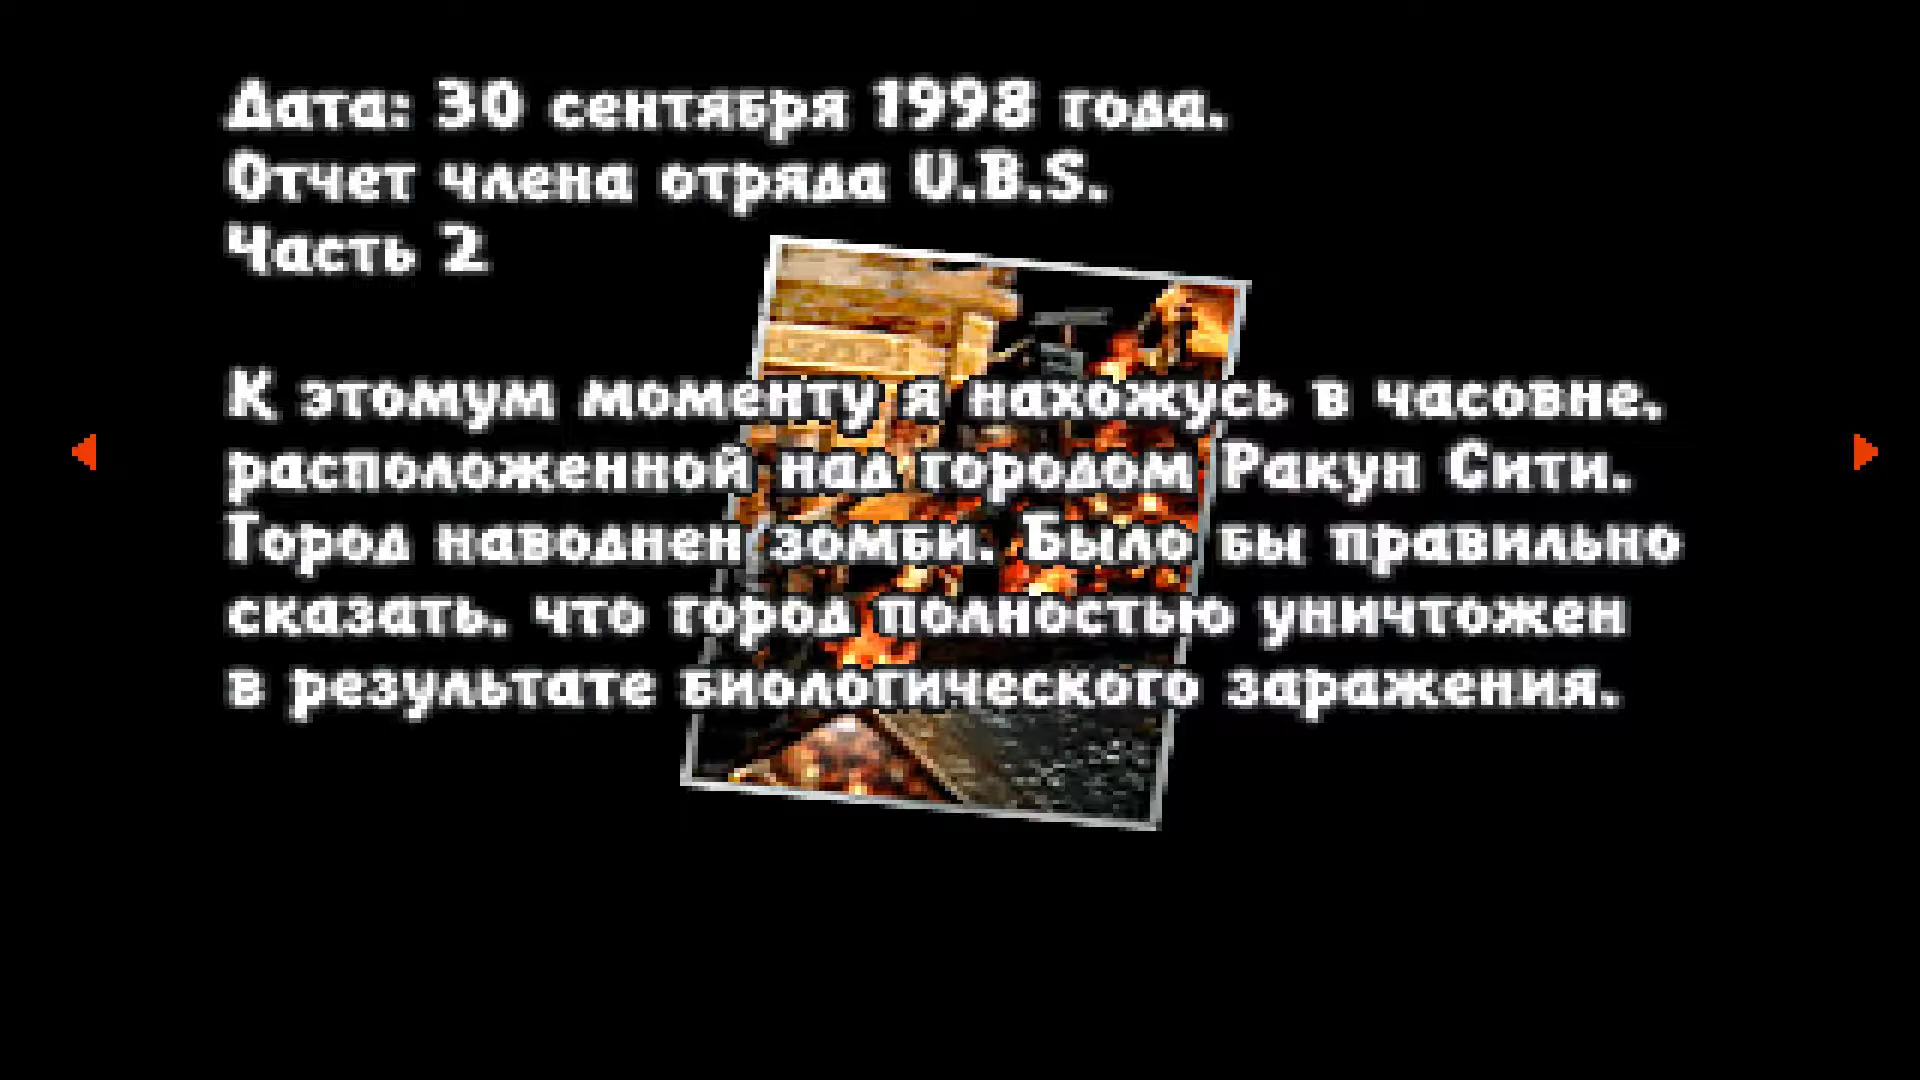 Дата: 30 сентября 1998 года.
Отчет члена отряда U.B.S.
Часть 2
К этомум моменту я нахожусь в часовне,
расположенной над городом Ракун Сити.
Город наводнен зомби. Было бы правильно
сказать, что город полностью уничтожен
в результате биологического заражения.